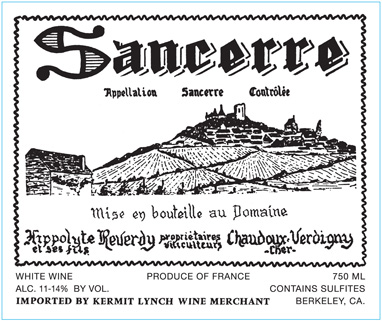 Sancerre
Appellation Sancerre Contrôlée
Mise en bouteille au Domaine
Hippolyte Reverdy propriétaires Chaudoux-Verdigny
et ses fils viticulteurs -Cher-
WHITE WINE PRODUCE OF FRANCE 750 ML
ALC. 11-14% BY VOL. CONTAINS SULFITES
IMPORTED BY KERMIT LYNCH WINE MERCHANT BERKELEY, CA.